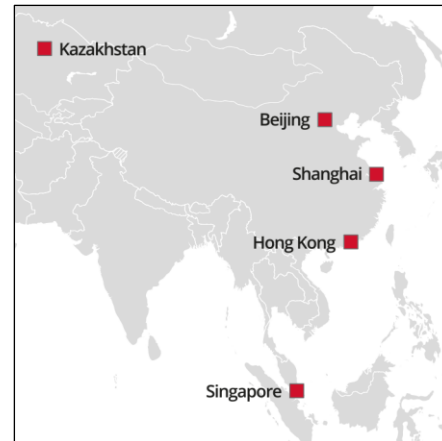 Kazakhstan
Beijing
Shanghai
Hong Kong
Singapore